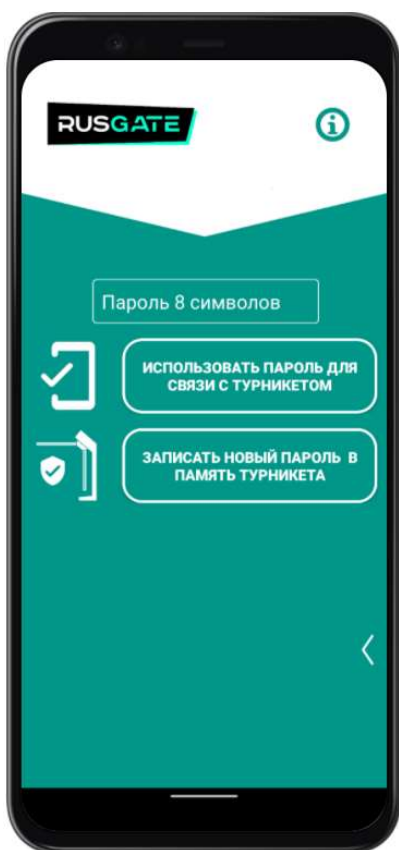 RUSGATE
Пароль 8 символов
ИСПОЛЬЗОВАТЬ ПАРОЛЬ ДЛЯ
СВЯЗИ С ТУРНИКЕТОМ
ЗАПИСАТЬ НОВЫЙ ПАРОЛЬ В
ПАМЯТЬ ТУРНИКЕТА